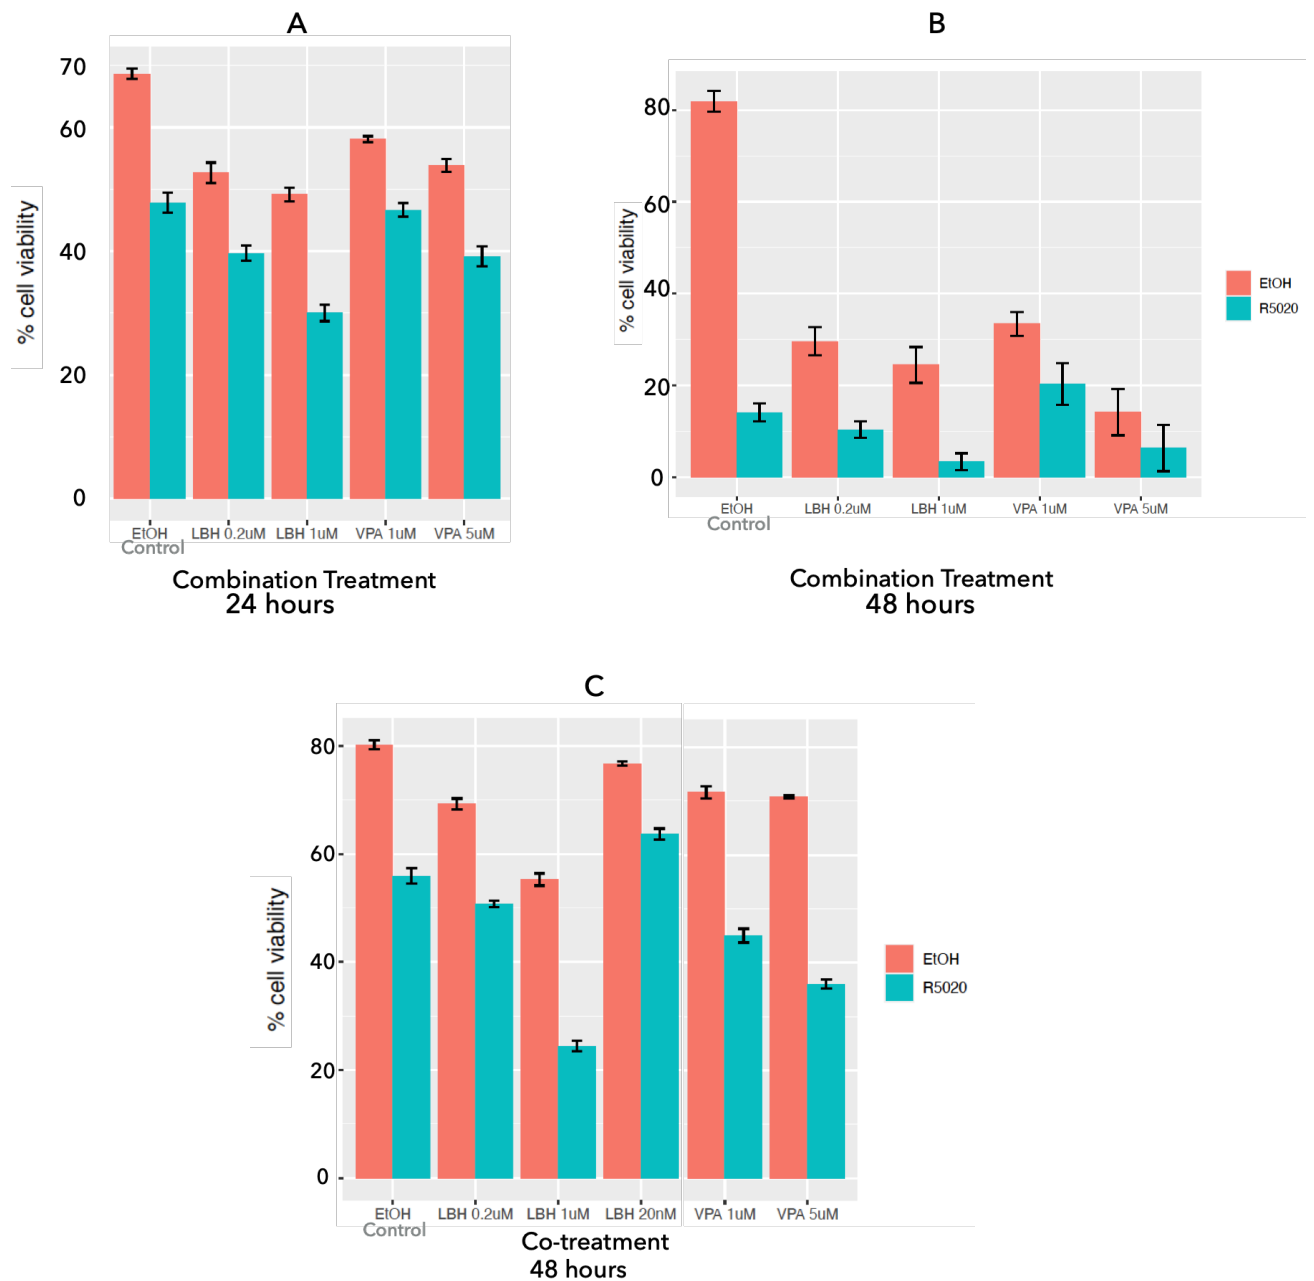 A
70
60
40
20
0
% cell viability
EtOH LBH 0.2uM LBH 1uM VPA 1uM VPA 5uM
Control
Combination Treatment
24 hours
B
80
60
40
20
0
% cell viability
EtOH LBH 0.2uM LBH 1uM VPA 1uM VPA 5uM
Control
EtOH
R5020
Combination Treatment
48 hours
C
80
60
40
20
0
% cell viability
EtOH LBH 0.2uM LBH 1uM LBH 20nM VPA 1uM VPA 5uM
Control
EtOH
R5020
Co-treatment
48 hours